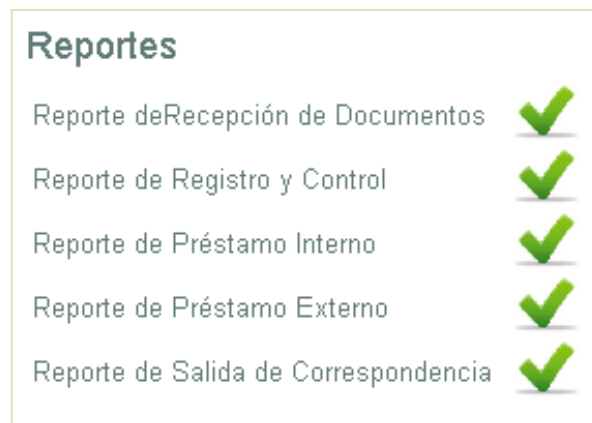 Reportes
Reporte deRecepción de Documentos
Reporte de Registro y Control
Reporte de Préstamo Interno
Reporte de Préstamo Externo
Reporte de Salida de Correspondencia